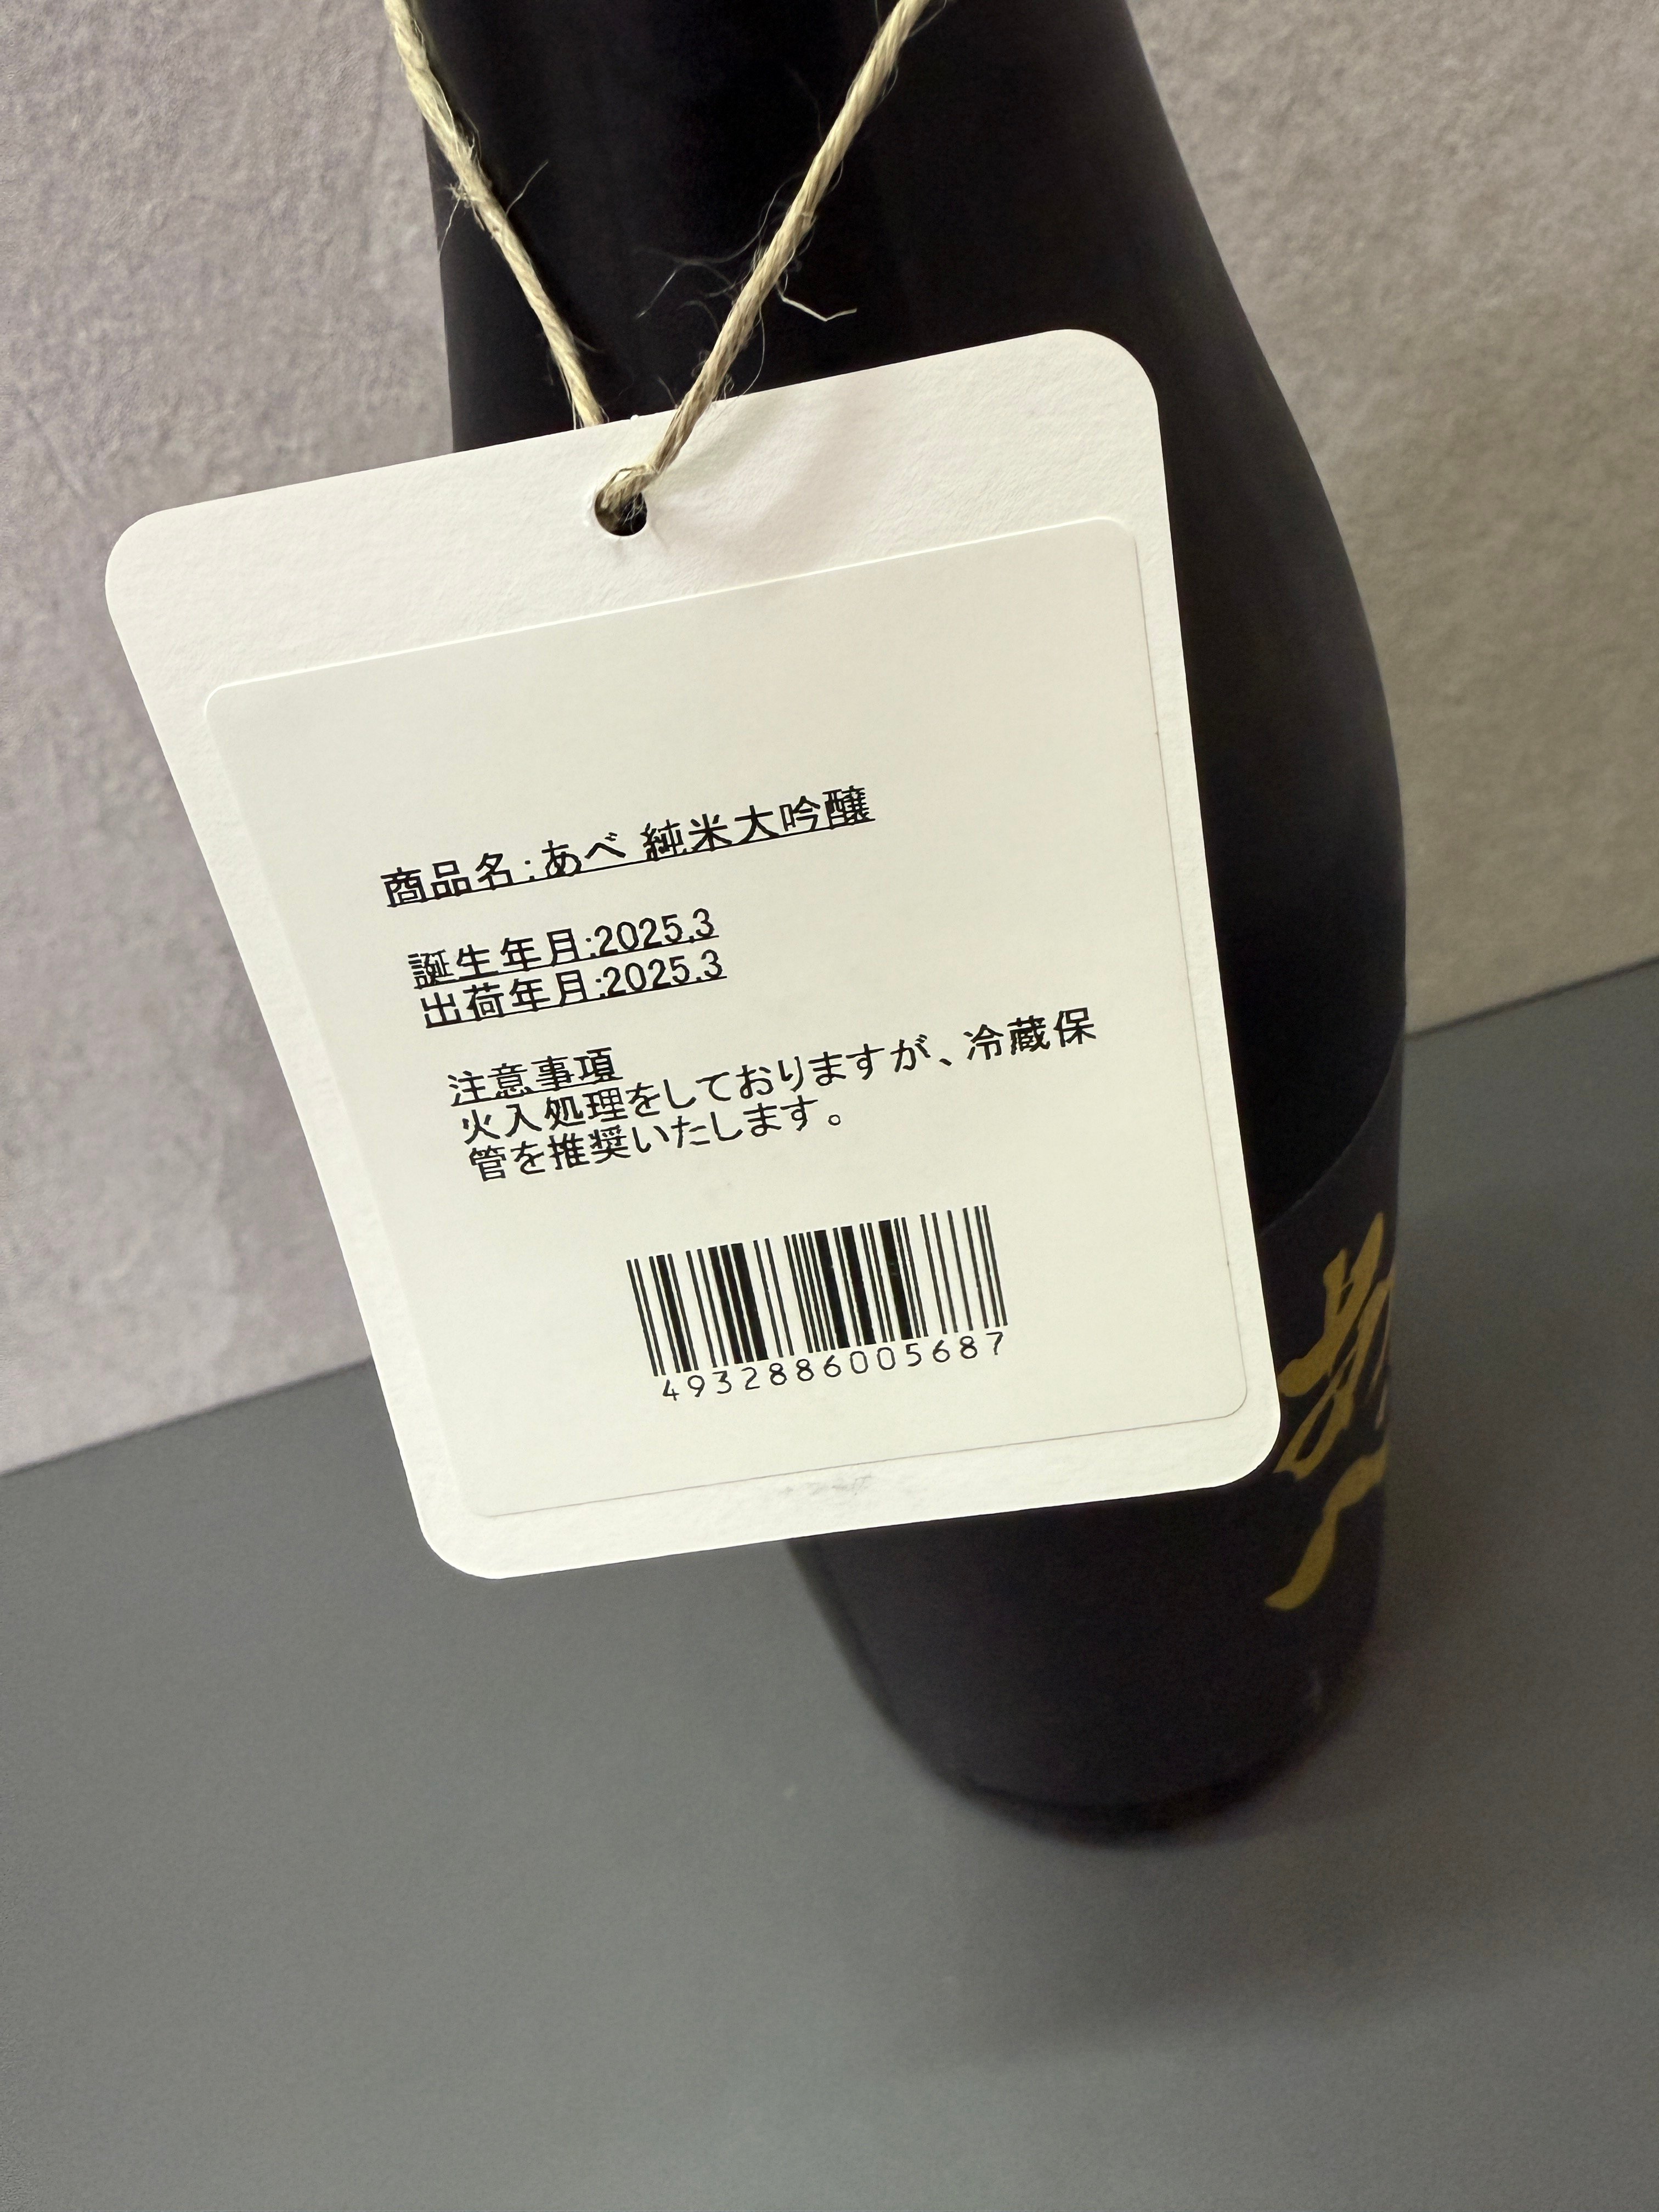 商品名:あべ 純米大吟醸
誕生年月:2025.3
出荷年月:2025.3
注意事項
火入処理をしておりますが、冷蔵保
管を推奨いたします。
4932886005687